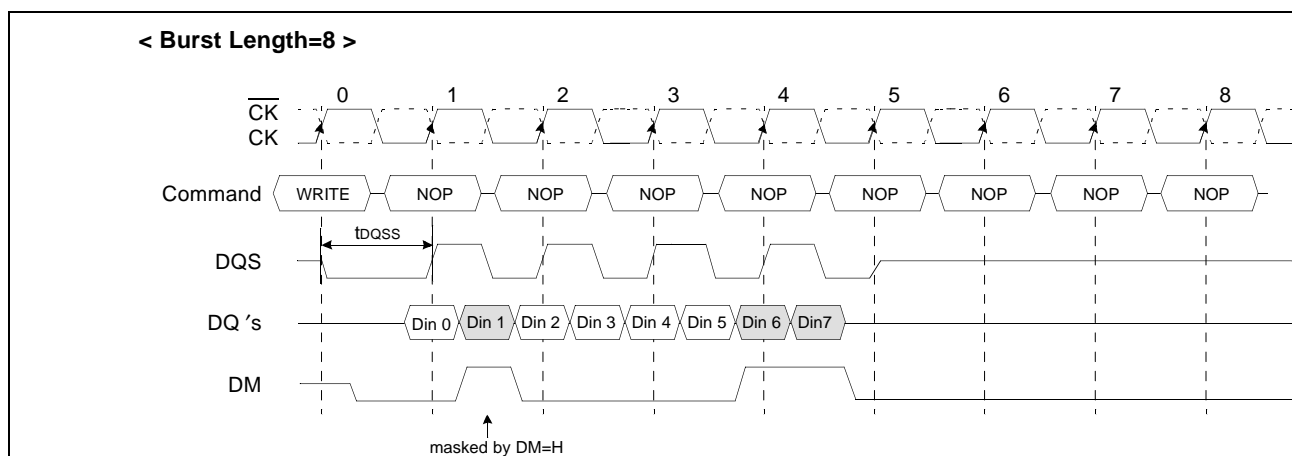 < Burst Length=8 >
0 1 2 3 4 5 6 7 8
CK
CK
Command WRITE NOP NOP NOP NOP NOP NOP NOP NOP
tDQSS
DQS
DQ ′s Din 0 Din 1 Din 2 Din 3 Din 4 Din 5 Din 6 Din7
DM
masked by DM=H